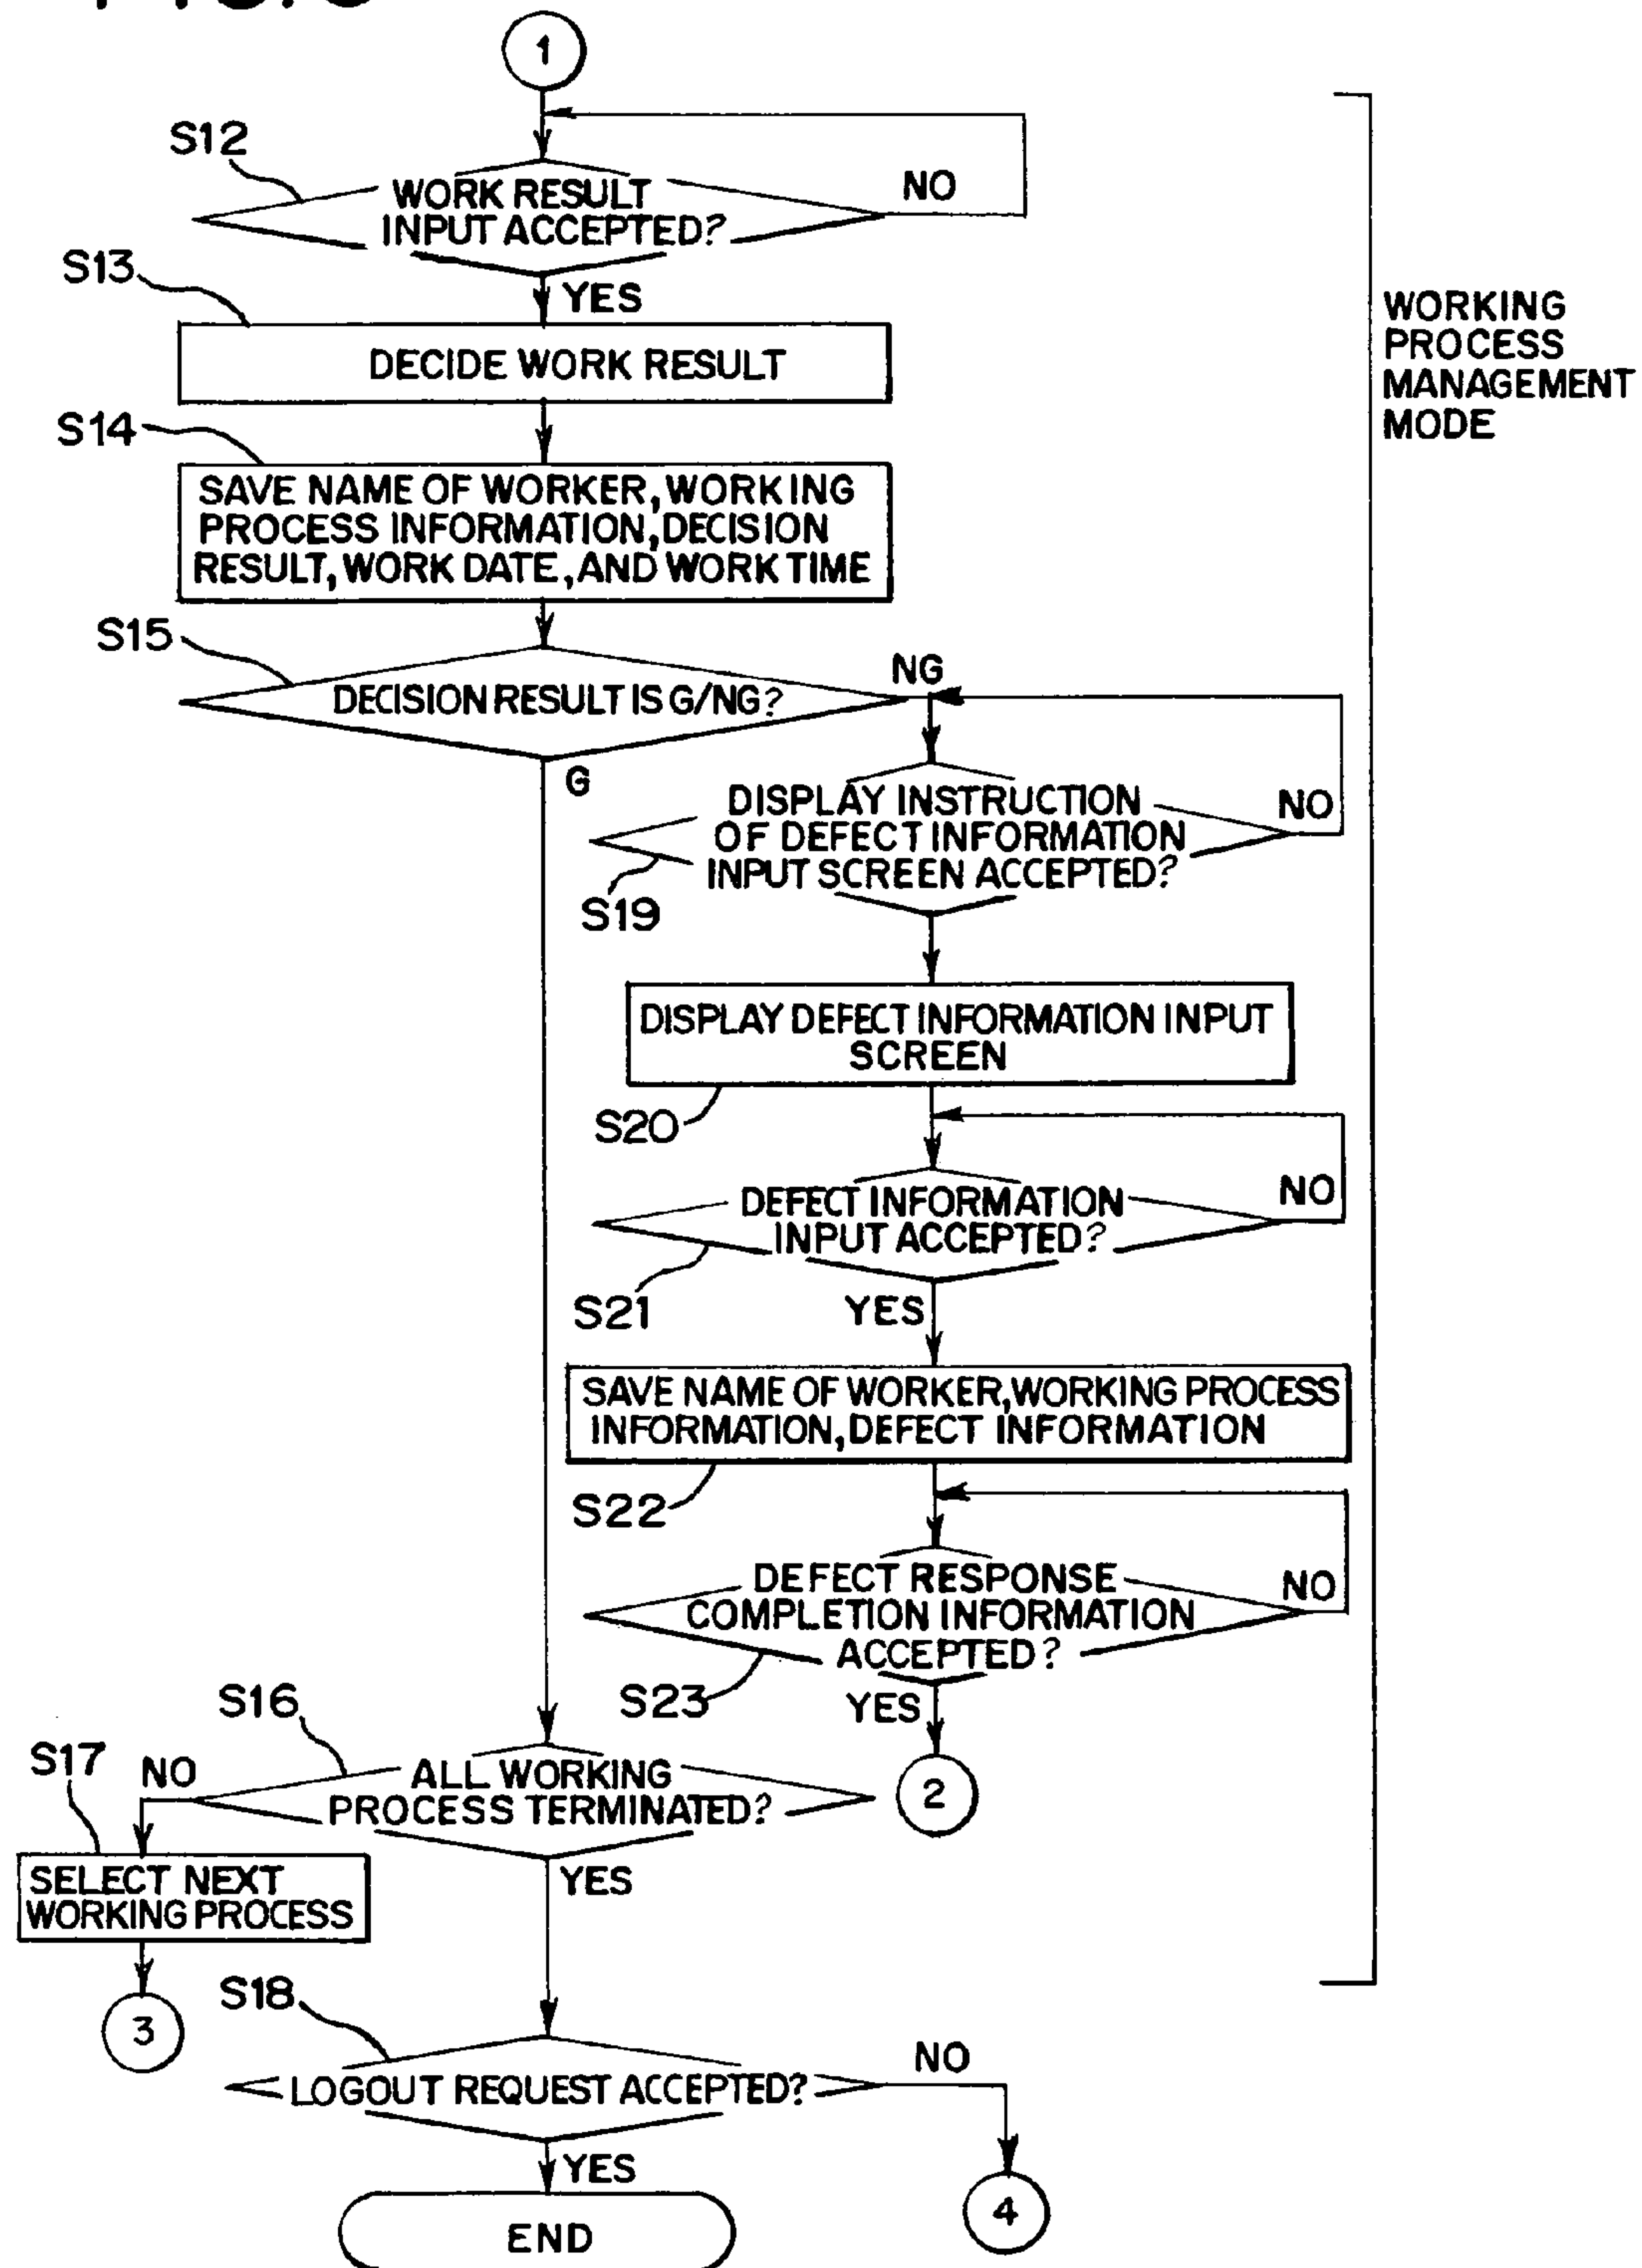 1
S12
WORK RESULT
INPUT ACCEPTED?
NO
S13
YES
DECIDE WORK RESULT
WORKING
PROCESS
MANAGEMENT
MODE
S14
SAVE NAME OF WORKER, WORKING
PROCESS INFORMATION, DECISION
RESULT, WORK DATE, AND WORK TIME
S15
DECISION RESULT IS G/NG?
NG
G
DISPLAY INSTRUCTION
OF DEFECT INFORMATION
INPUT SCREEN ACCEPTED?
NO
S19
DISPLAY DEFECT INFORMATION INPUT
SCREEN
S20
DEFECT INFORMATION
INPUT ACCEPTED?
NO
S21
YES
SAVE NAME OF WORKER, WORKING PROCESS
INFORMATION, DEFECT INFORMATION
S22
DEFECT RESPONSE
COMPLETION INFORMATION
ACCEPTED?
NO
S23
YES
2
S16
ALL WORKING
PROCESS TERMINATED?
S17
NO
YES
SELECT NEXT
WORKING PROCESS
3
S18
LOGOUT REQUEST ACCEPTED?
NO
YES
4
END